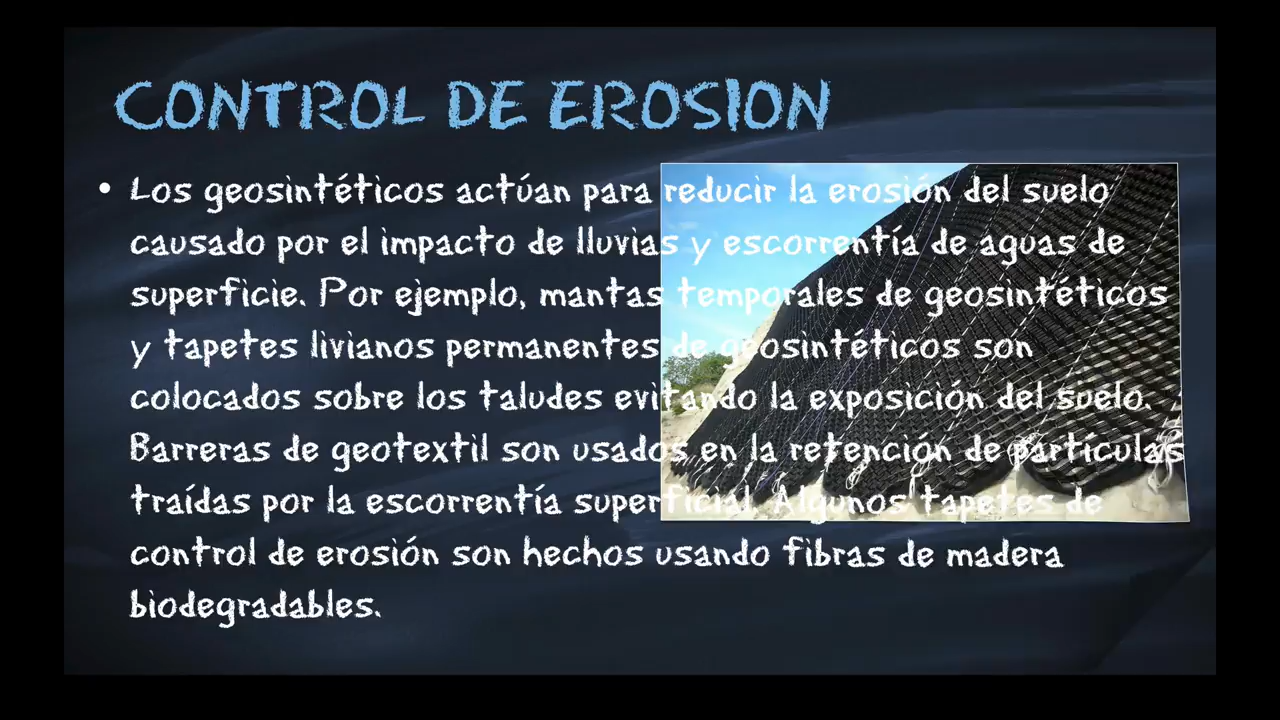 CONTROL DE EROSION
• Los geosintéticos actúan para reducir la erosión del suelo
causado por el impacto de lluvias y escorrentía de aguas de
superficie. Por ejemplo, mantas temporales de geosintéticos
y tapetes livianos permanentes de geosintéticos son
colocados sobre los taludes evitando la exposición del suelo.
Barreras de geotextil son usados en la retención de partículas
traídas por la escorrentía superficial. Algunos tapetes de
control de erosión son hechos usando fibras de madera
biodegradables.